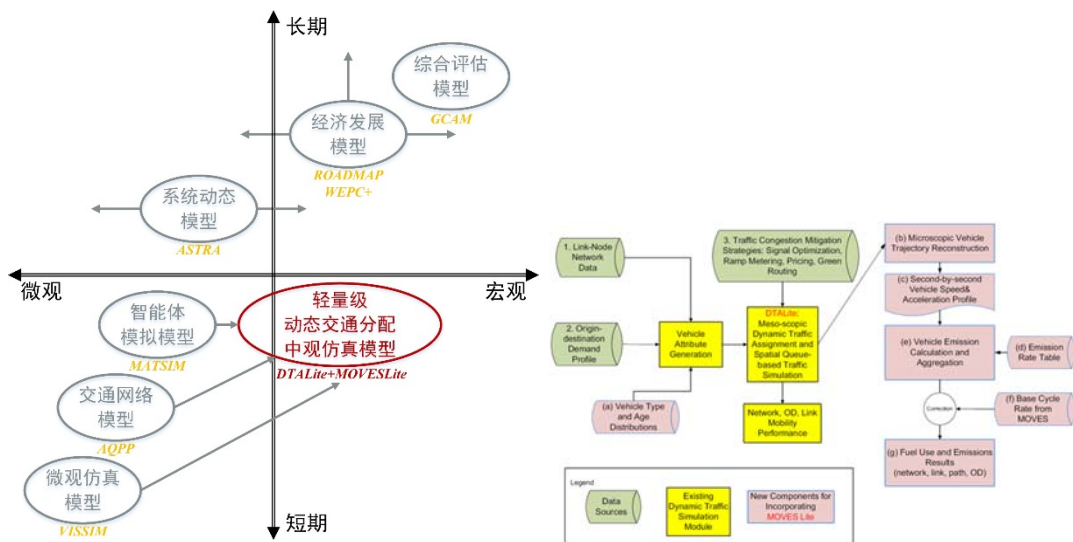 长期
综合评估
模型
GCAM
经济发展
模型
ROADMAP
WEPC+
系统动态
模型
ASTRA
微观
宏观
智能体
模拟模型
MATSIM
轻量级
动态交通分配
中观仿真模型
DTALite+MOVESLite
交通网络
模型
AQPP
微观仿真
模型
VISSIM
短期
1. Link-Node
Network
Data
2. Origin-
destination
Demand
Profile
3. Traffic Congestion Mitigation
Strategies: Signal Optimization,
Ramp Metering, Pricing, Green
Routing
Vehicle
Attribute
Generation
(a) Vehicle Type
and Age
Distributions
DTALite:
Meso-scopic
Dynamic Traffic
Assignment and
Spatial Queue-
based Traffic
Simulation
Network, OD, Link
Mobility
Performance
(b) Microscopic Vehicle
Trajectory Reconstruction
(c) Second-by-second
Vehicle Speed&
Acceleration Profile
(e) Vehicle Emission
Calculation and
Aggregation
(d) Emission
Rate Table
Correction
(f) Base Cycle
Rate from
MOVES
(g) Fuel Use and Emissions
Results
(network, link, path, OD)
Legend
Data
Sources
Existing
Dynamic Traffic
Simulation
Module
New Components for
Incorporating
MOVES Lite